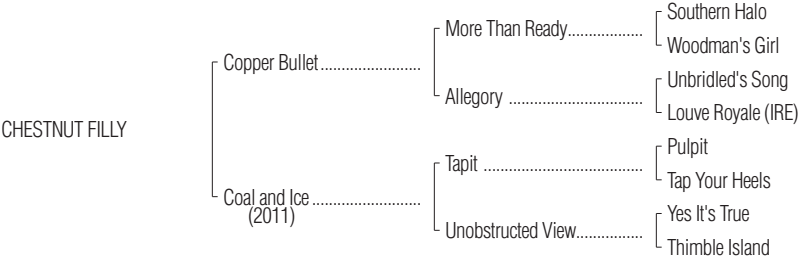 Southern Halo
More Than Ready..................
Woodman's Girl
Copper Bullet........................
Unbridled's Song
Allegory ................................
Louve Royale (IRE)
CHESTNUT FILLY
Pulpit
Tapit ......................................
Tap Your Heels
Coal and Ice ..........................
(2011)
Yes It's True
Unobstructed View................
Thimble Island